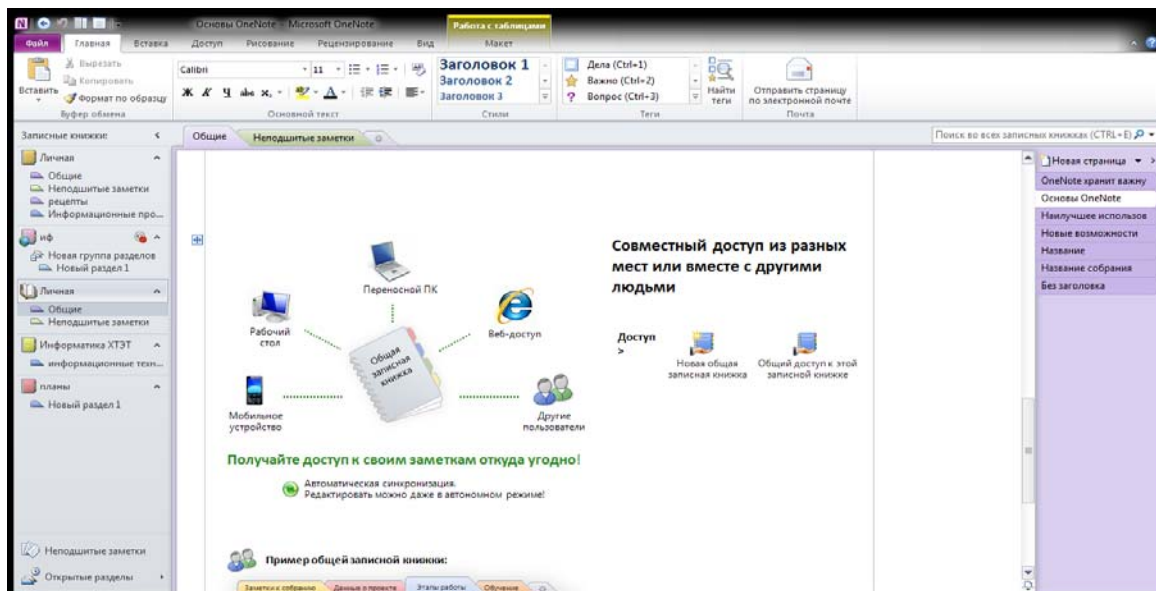 Основы OneNote - Microsoft OneNote
Работа с таблицами
Файл Главная Вставка Доступ Рисование Рецензирование Вид Макет
Вставить
Вырезать
Копировать
Формат по образцу
Буфер обмена
Calibri 11
Ж К Ч abc x,
Основной текст
Заголовок 1
Заголовок 2
Заголовок 3
Стили
Дела (Ctrl+1)
Важно (Ctrl+2)
Вопрос (Ctrl+3)
Найти
теги
Теги
Отправить страницу
по электронной почте
Почта
Записные книжки
Общие
Неподшитые заметки
Поиск во всех записных книжках (CTRL+E)
Личная
Общие
Неподшитые заметки
рецепты
Информационные про...
иф
Новая группа разделов
Новый раздел 1
Личная
Общие
Неподшитые заметки
Информатика ХТЭТ
информационные техн...
планы
Новый раздел 1
Неподшитые заметки
Открытые разделы
Переносной ПК
Рабочий
стол
Веб-доступ
Общая
записная
книжка
Мобильное
устройство
Другие
пользователи
Получайте доступ к своим заметкам откуда угодно!
Автоматическая синхронизация.
Редактировать можно даже в автономном режиме!
Пример общей записной книжки:
Заметки к собранию Данные о проекте Этапы работы Обучение
Совместный доступ из разных
мест или вместе с другими
людьми
Доступ
>
Новая общая
записная книжка
Общий доступ к этой
записной книжке
Новая страница
OneNote хранит важну
Основы OneNote
Наилучшее использов
Новые возможности
Название
Название собрания
Без заголовка